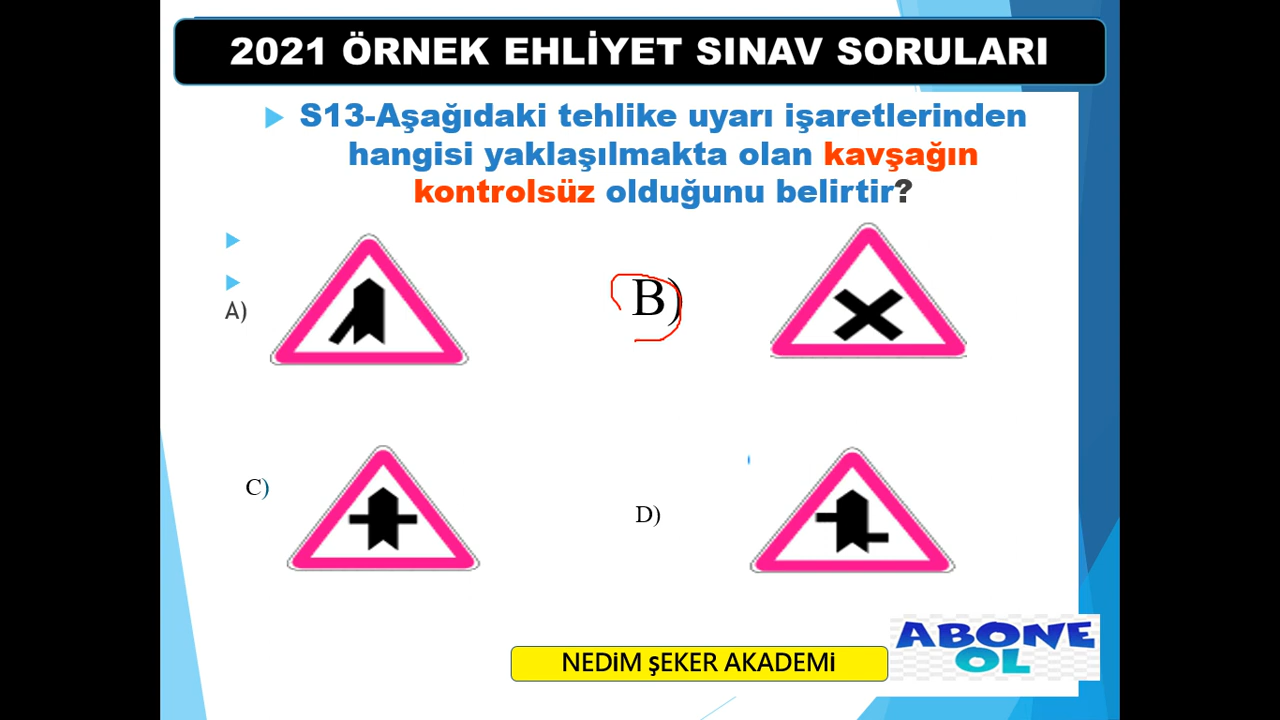 2021 ÖRNEK EHLİYET SINAV SORULARI
S13-Aşağıdaki tehlike uyarı işaretlerinden
hangisi yaklaşılmakta olan kavşağın
kontrolsüz olduğunu belirtir?
A)
B)
C)
D)
NEDiM şEKER AKADEMi
ABONE
OL